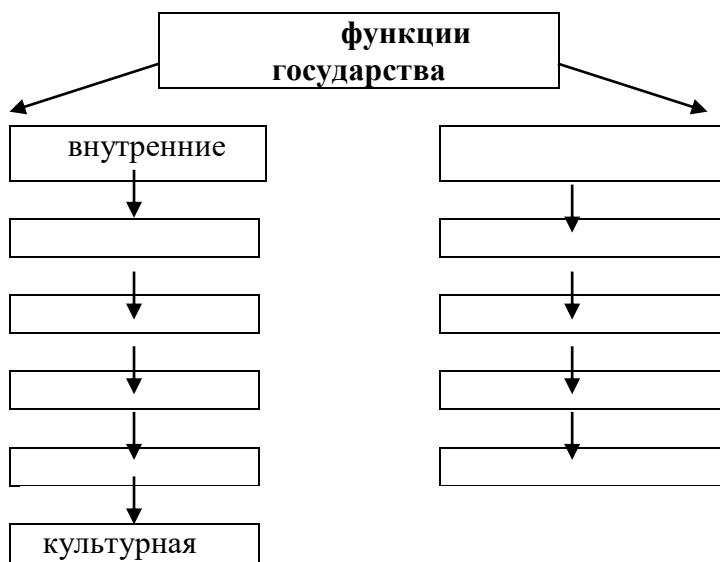 функции
государства
внутренние
культурная